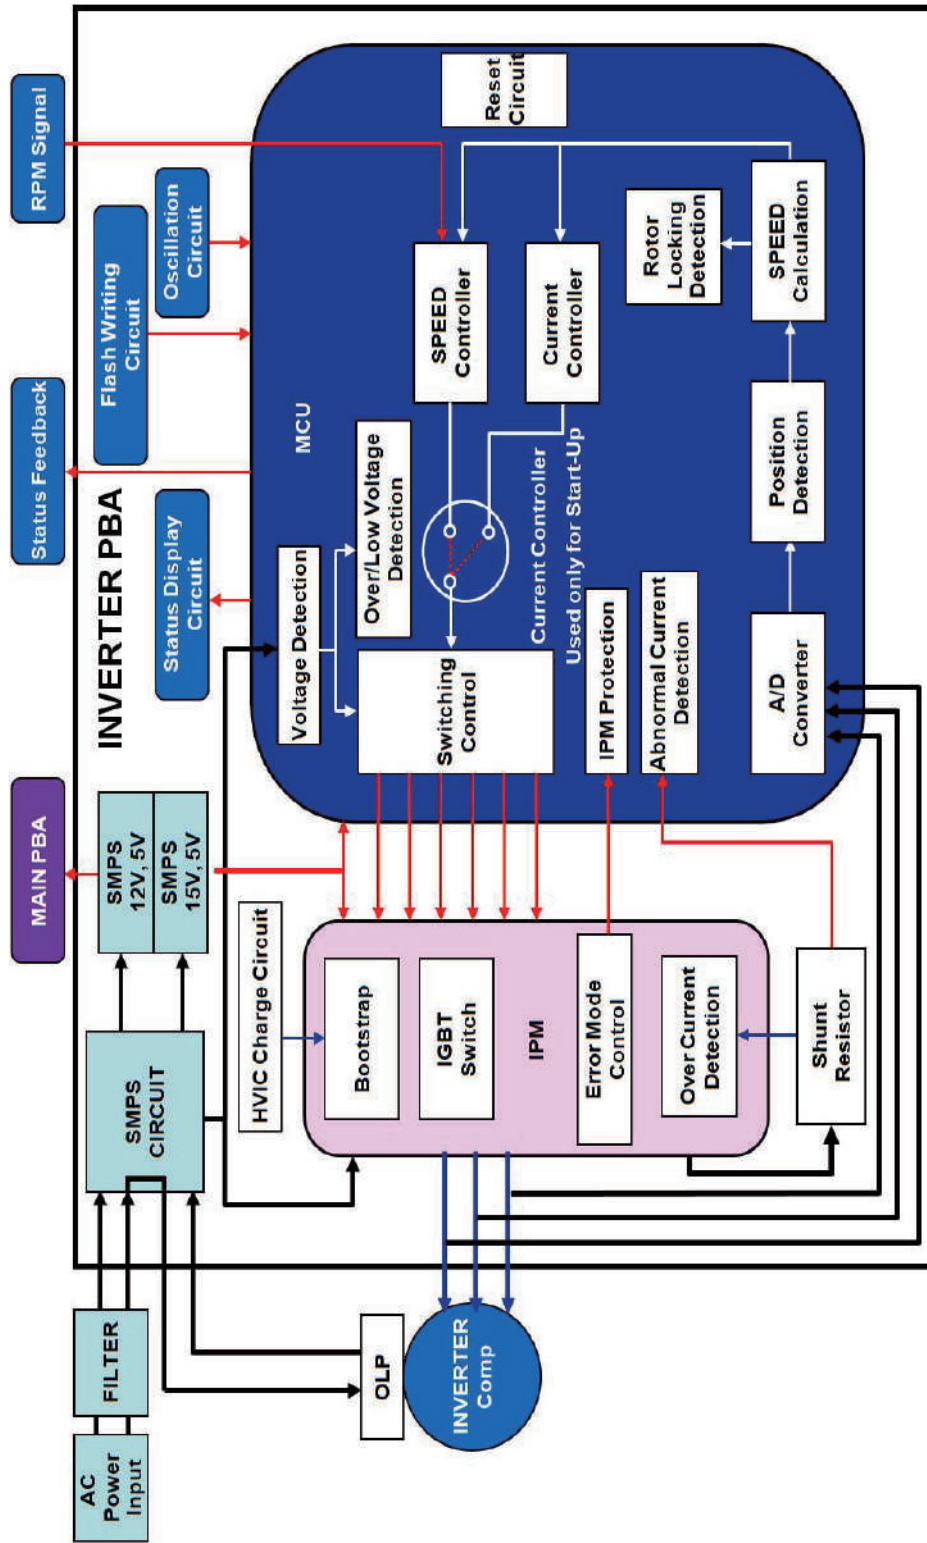 MAIN PBA
Status Feedback
RPM Signal
INVERTER PBA
AC
Power
Input
FILTER
SMPS
CIRCUIT
SMPS
12V, 5V
SMPS
15V, 5V
Status Display
Circuit
Flash Writing
Circuit
Oscillation
Circuit
HVIC Charge Circuit
Voltage Detection
MCU
Over/Low Voltage
Detection
Reset
Circuit
OLP
INVERTER
Comp
Bootstrap
IGBT
Switch
IPM
Error Mode
Control
Over Current
Detection
Switching
Control
SPEED
Controller
Current
Controller
Current Controller
Used only for Start-Up
IPM Protection
Abnormal Current
Detection
Rotor
Locking
Detection
Shunt
Resistor
A/D
Converter
Position
Detection
SPEED
Calculation